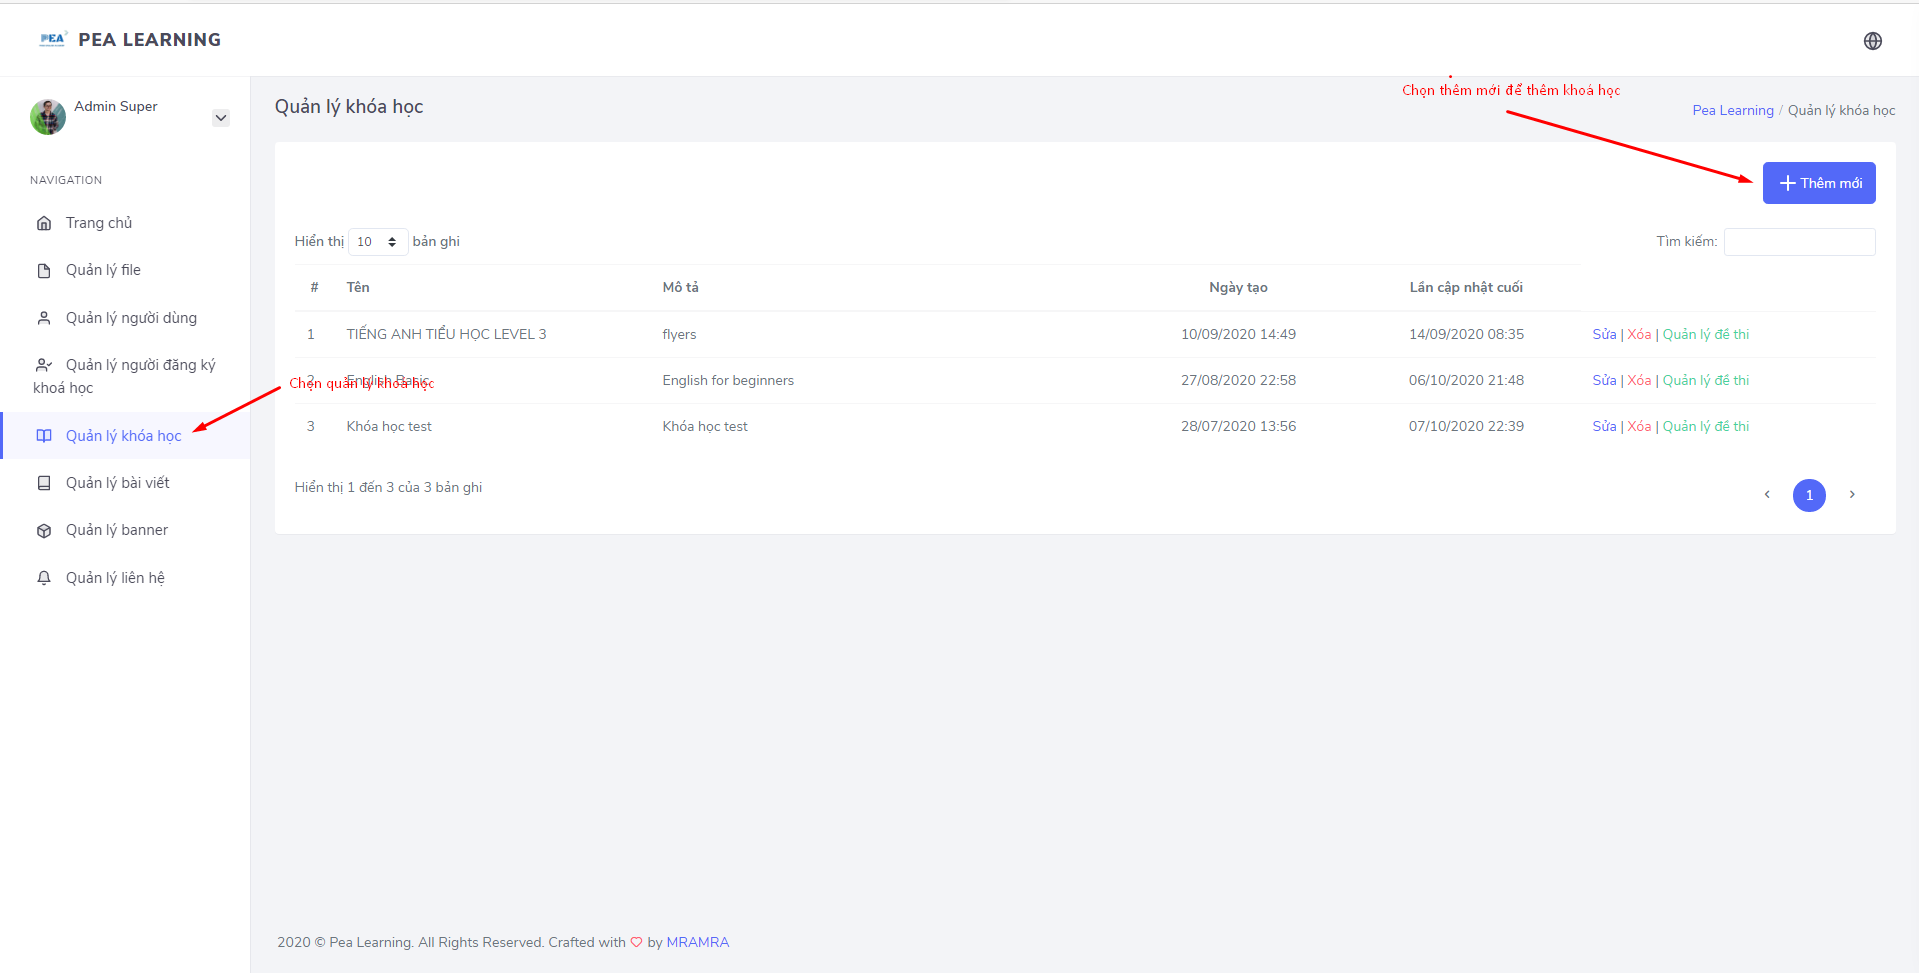 PEA PEA LEARNING
Admin Super
NAVIGATION
Trang chủ
Quản lý file
Quản lý người dùng
Quản lý người đăng ký
khoá học
Quản lý khóa học
Quản lý bài viết
Quản lý banner
Quản lý liên hệ
Quản lý khóa học
Chọn thêm mới để thêm khoá học
Pea Learning / Quản lý khóa học
Thêm mới
Hiển thị 10 bản ghi
Tìm kiếm:
# Tên Mô tả Ngày tạo Lần cập nhật cuối
1 TIẾNG ANH TIỂU HỌC LEVEL 3 flyers 10/09/2020 14:49 14/09/2020 08:35 Sửa | Xóa | Quản lý đề thi
2 English Basic English for beginners 27/08/2020 22:58 06/10/2020 21:48 Sửa | Xóa | Quản lý đề thi
Chọn quản lý khoá học
3 Khóa học test Khóa học test 28/07/2020 13:56 07/10/2020 22:39 Sửa | Xóa | Quản lý đề thi
Hiển thị 1 đến 3 của 3 bản ghi
1
2020 © Pea Learning. All Rights Reserved. Crafted with by MRAMRA